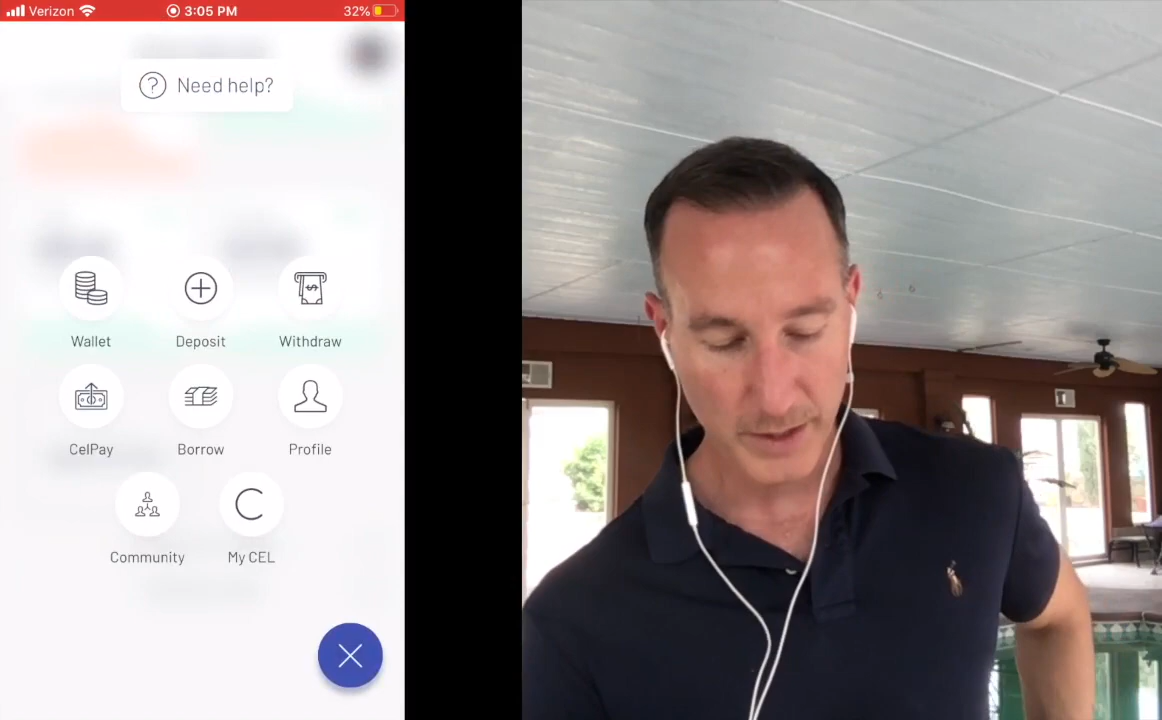 Verizon 3:05 PM 32%
Need help?
Wallet Deposit Withdraw
CelPay Borrow Profile
Community My CEL